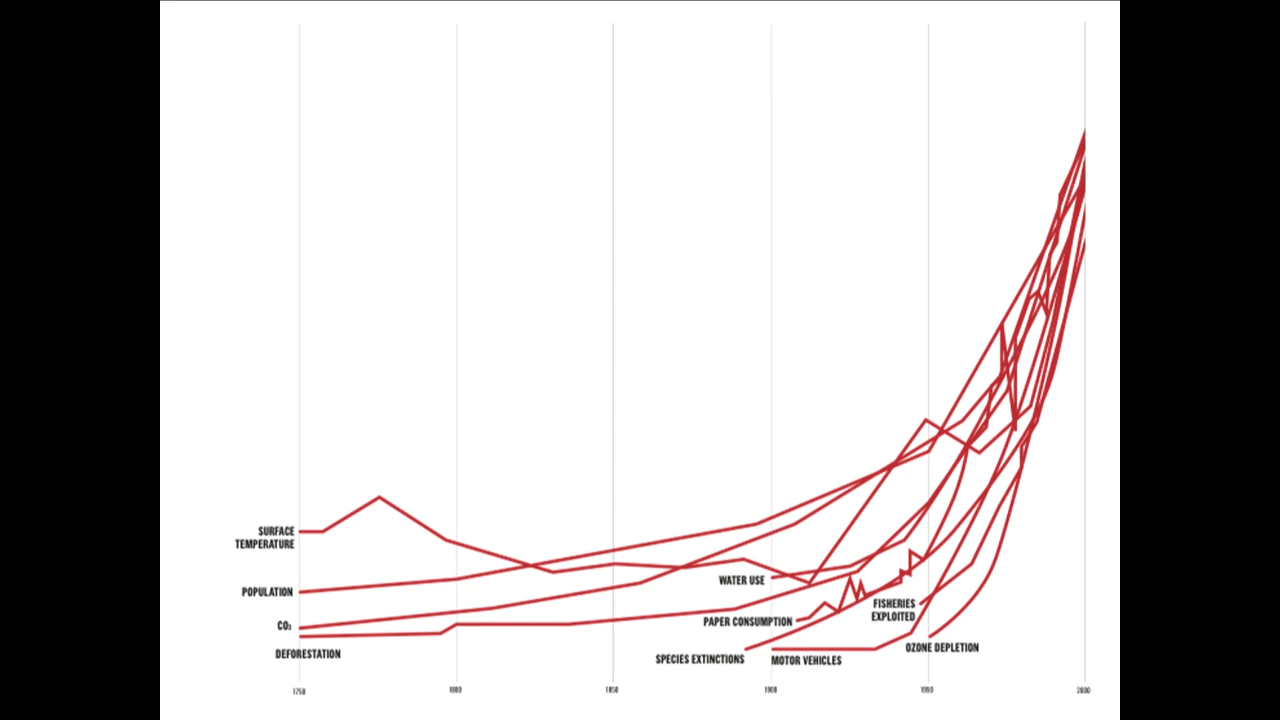 SURFACE
TEMPERATURE
WATER USE
POPULATION
FISHERIES
EXPLOITED
PAPER CONSUMPTION
CO₂
OZONE DEPLETION
DEFORESTATION
SPECIES EXTINCTIONS
MOTOR VEHICLES
1750
1800
1850
1900
1950
2000